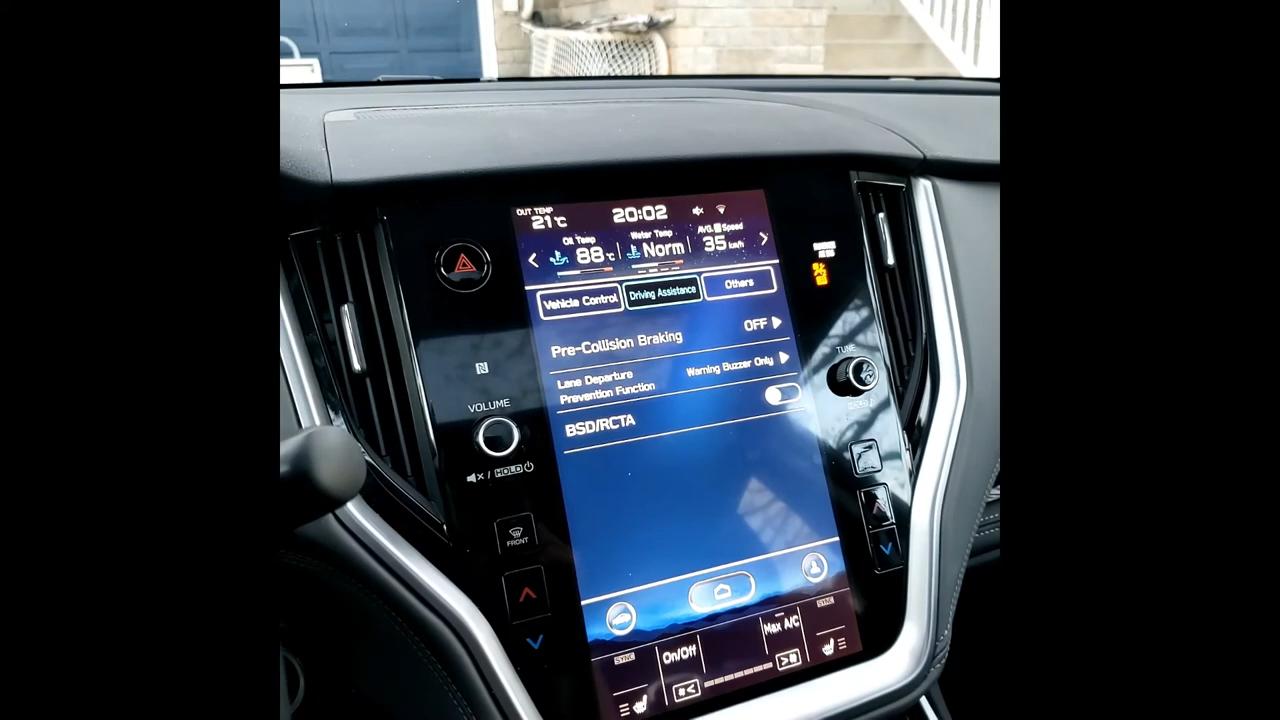 OUT TEMP
21°C
20:02
Oil Temp
88°C
Water Temp
Norm
Speed
35 km/h
Vehicle Control
Driving Assistance
Others
Pre-Collision Braking
OFF
Lane Departure
Prevention Function
Warning Buzzer Only
BSD/RCTA
VOLUME
HOLD
FRONT
TUNE
SYNC
On/Off
Max A/C
SYNC